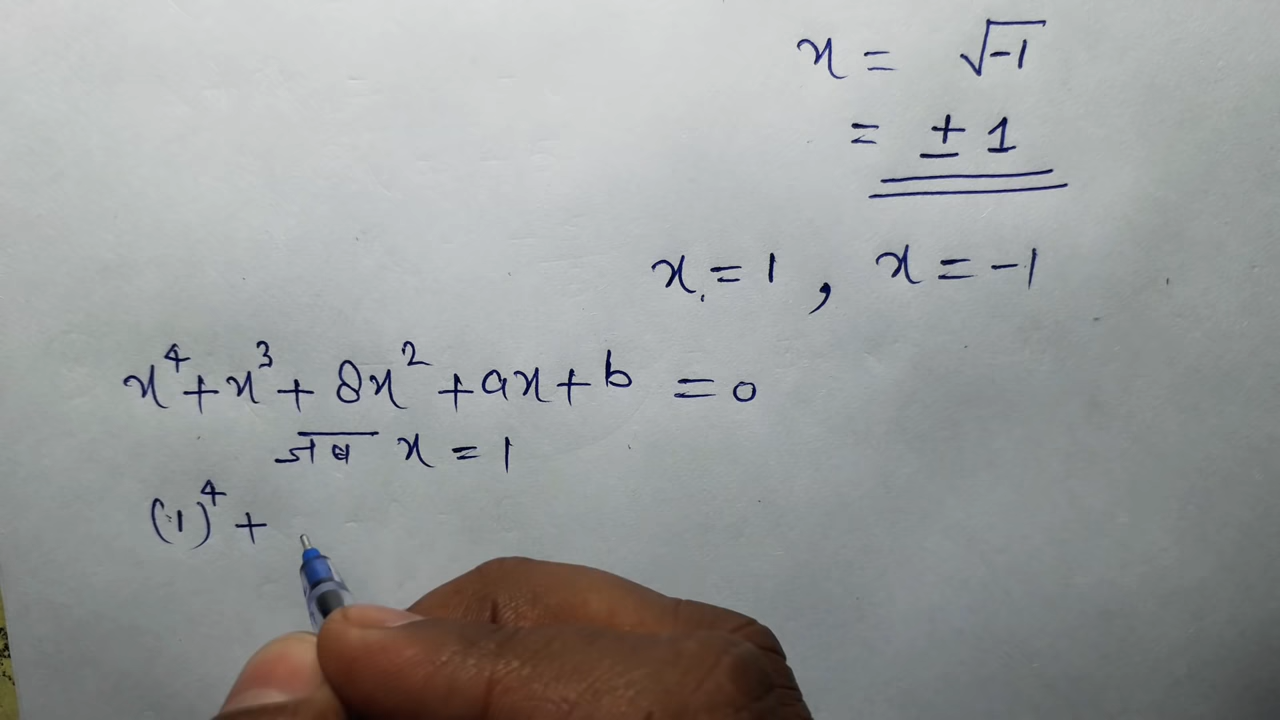 x = √-1
= ± 1
x = 1 , x = -1
x⁴ + x³ + 8x² + ax + b = 0
जब x = 1
(1)⁴ +